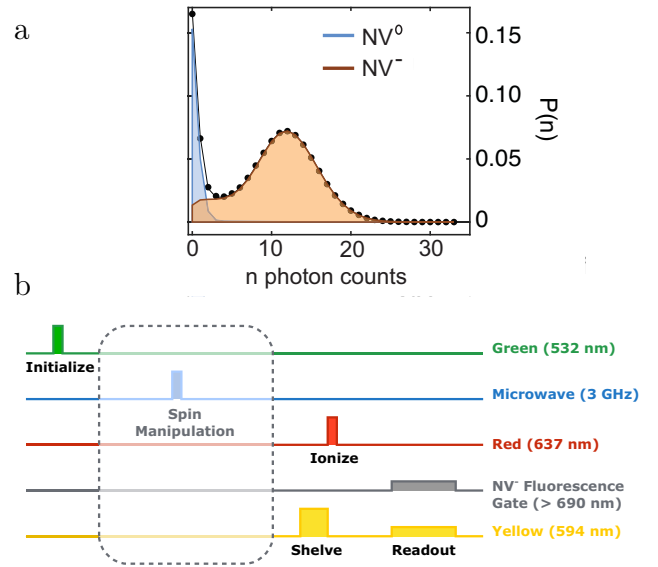 a
NV⁰
NV⁻
0.15
0.10
0.05
0
P(n)
0 10 20 30
n photon counts
b
Green (532 nm)
Initialize
Microwave (3 GHz)
Spin
Manipulation
Red (637 nm)
Ionize
NV⁻ Fluorescence
Gate (> 690 nm)
Yellow (594 nm)
Shelve Readout